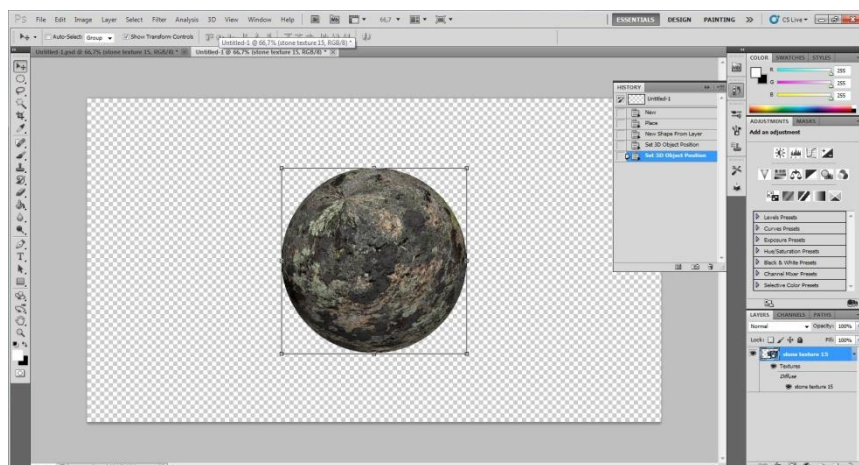 PS File Edit Image Layer Select Filter Analysis 3D View Window Help 66,7 ESSENTIALS DESIGN PAINTING CS Live
Auto-Select: Group Show Transform Controls
Untitled-1 @ 66,7% (stone texture 15, RGB/8) *
Untitled-1.psd @ 66,7% (stone texture 15, RGB/8) * Untitled-1 @ 66,7% (stone texture 15, RGB/8) *
HISTORY
Untitled-1
New
Place
New Shape From Layer
Set 3D Object Position
Set 3D Object Position
COLOR SWATCHES STYLES
R 255
G 255
B 255
ADJUSTMENTS MASKS
Add an adjustment
Levels Presets
Curves Presets
Exposure Presets
Hue/Saturation Presets
Black & White Presets
Channel Mixer Presets
Selective Color Presets
LAYERS CHANNELS PATHS
Normal Opacity: 100%
Lock: Fill: 100%
stone texture 15
Textures
Diffuse
stone texture 15